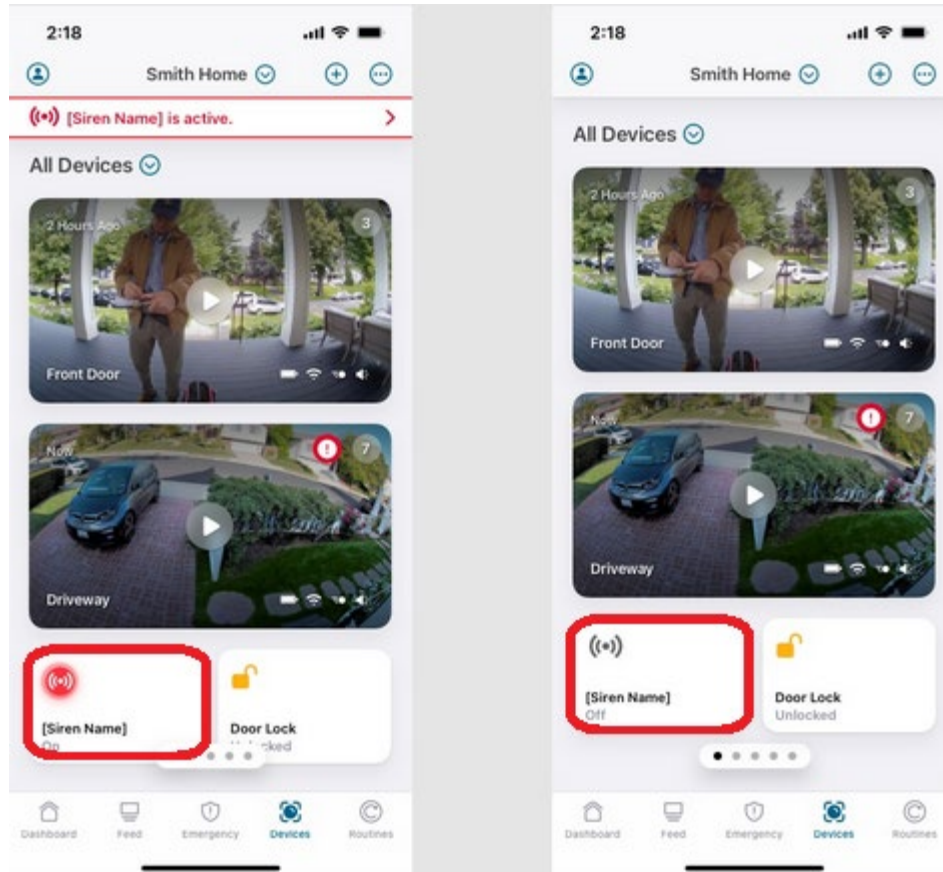 2:18
Smith Home
[Siren Name] is active.
All Devices
2 Hours Ago
3
Front Door
Now
7
Driveway
[Siren Name]
On
Door Lock
Unlocked
Dashboard
Feed
Emergency
Devices
Routines
2:18
Smith Home
All Devices
2 Hours Ago
3
Front Door
Now
7
Driveway
[Siren Name]
Off
Door Lock
Unlocked
Dashboard
Feed
Emergency
Devices
Routines